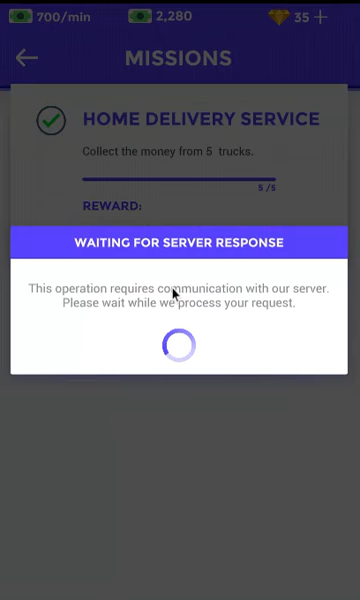 700/min 2,280 35
MISSIONS
HOME DELIVERY SERVICE
Collect the money from 5 trucks.
5 /5
REWARD:
WAITING FOR SERVER RESPONSE
This operation requires communication with our server.
Please wait while we process your request.